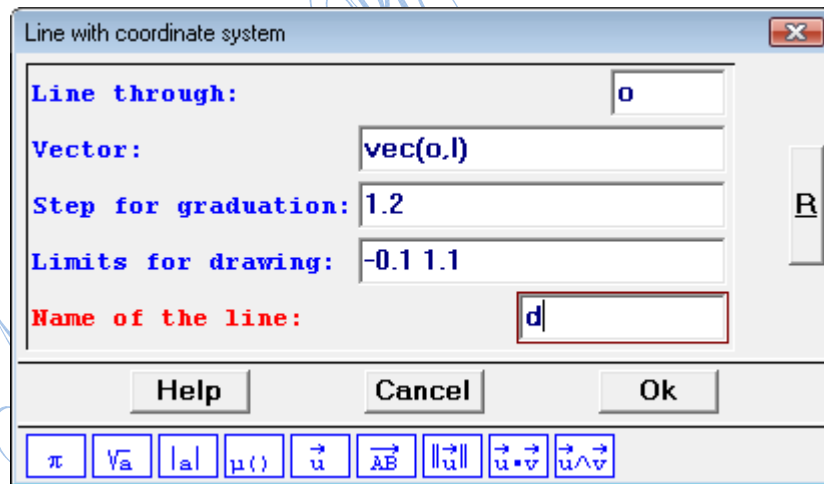 Line with coordinate system
Line through: o
Vector: vec(o,I)
Step for graduation: 1.2
Limits for drawing: -0.1 1.1
Name of the line: d
R
Help Cancel Ok
π √a |a| μ() u⃗ AB⃗ ‖u⃗‖ u⃗·v⃗ u⃗∧v⃗